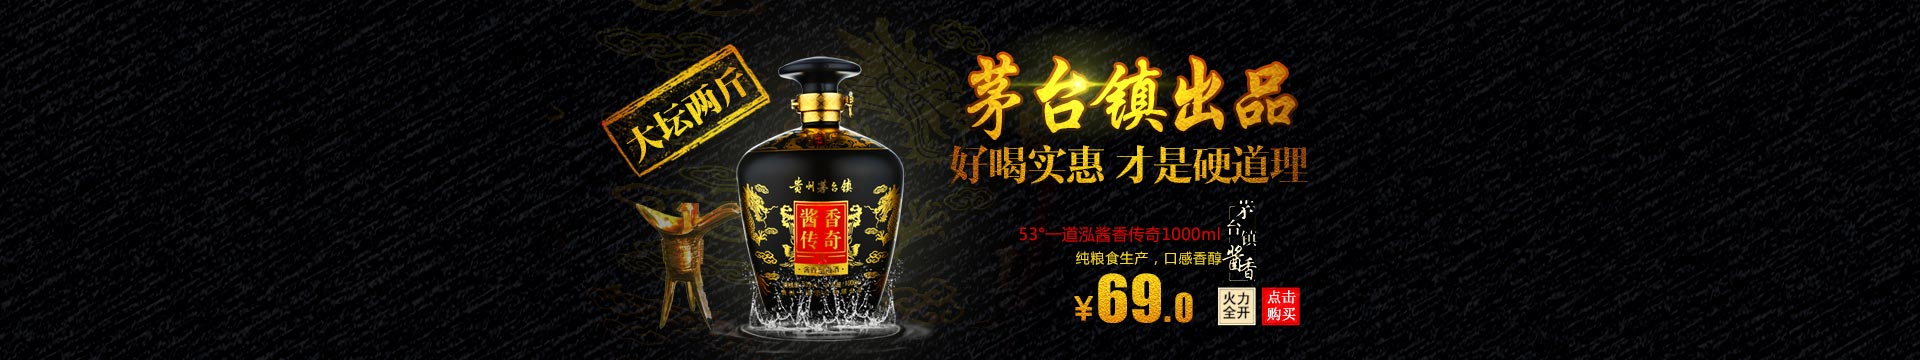 大坛两斤
贵州茅台镇
酱香
传奇
茅台镇出品
好喝实惠 才是硬道理
53°一道泓酱香传奇1000ml
纯粮食生产，口感香醇
茅台镇酱香
¥69.0
火力
全开
点击
购买